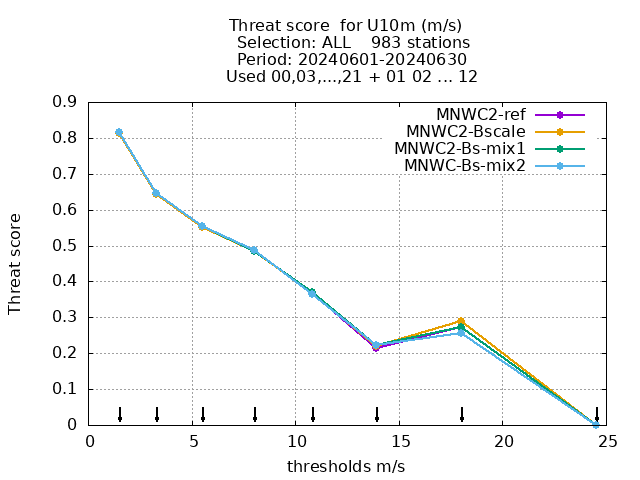 Threat score  for U10m (m/s)
Selection: ALL    983 stations
Period: 20240601-20240630
Used 00,03,...,21 + 01 02 ... 12
MNWC2-ref
MNWC2-Bscale
MNWC2-Bs-mix1
MNWC-Bs-mix2
Threat score
0.9
0.8
0.7
0.6
0.5
0.4
0.3
0.2
0.1
0
0 5 10 15 20 25
thresholds m/s